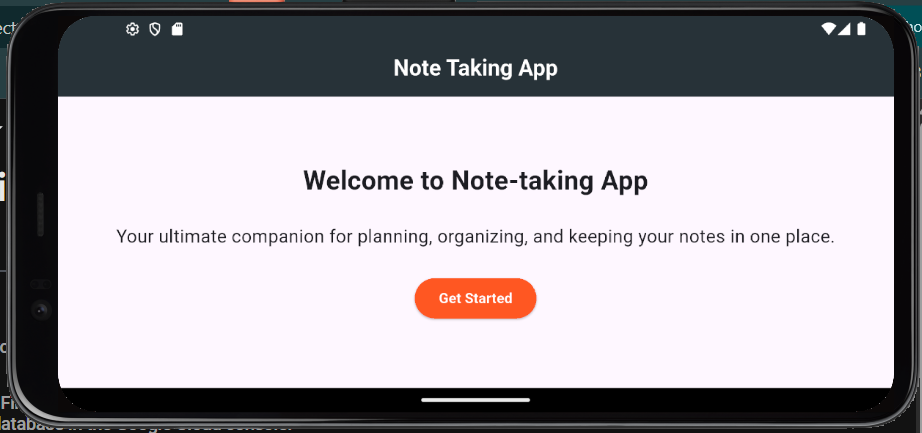 Note Taking App
Welcome to Note-taking App
Your ultimate companion for planning, organizing, and keeping your notes in one place.
Get Started